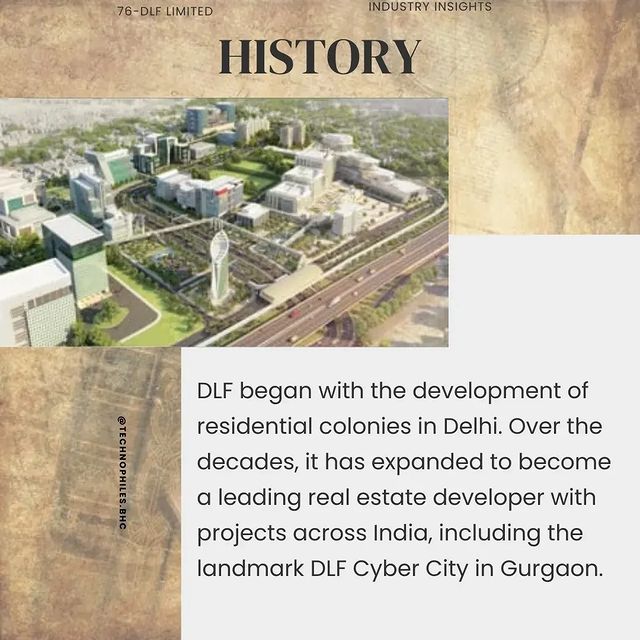 76-DLF LIMITED
INDUSTRY INSIGHTS
HISTORY
DLF began with the development of
residential colonies in Delhi. Over the
decades, it has expanded to become
a leading real estate developer with
projects across India, including the
landmark DLF Cyber City in Gurgaon.
@TECHNOPHILES.BHC